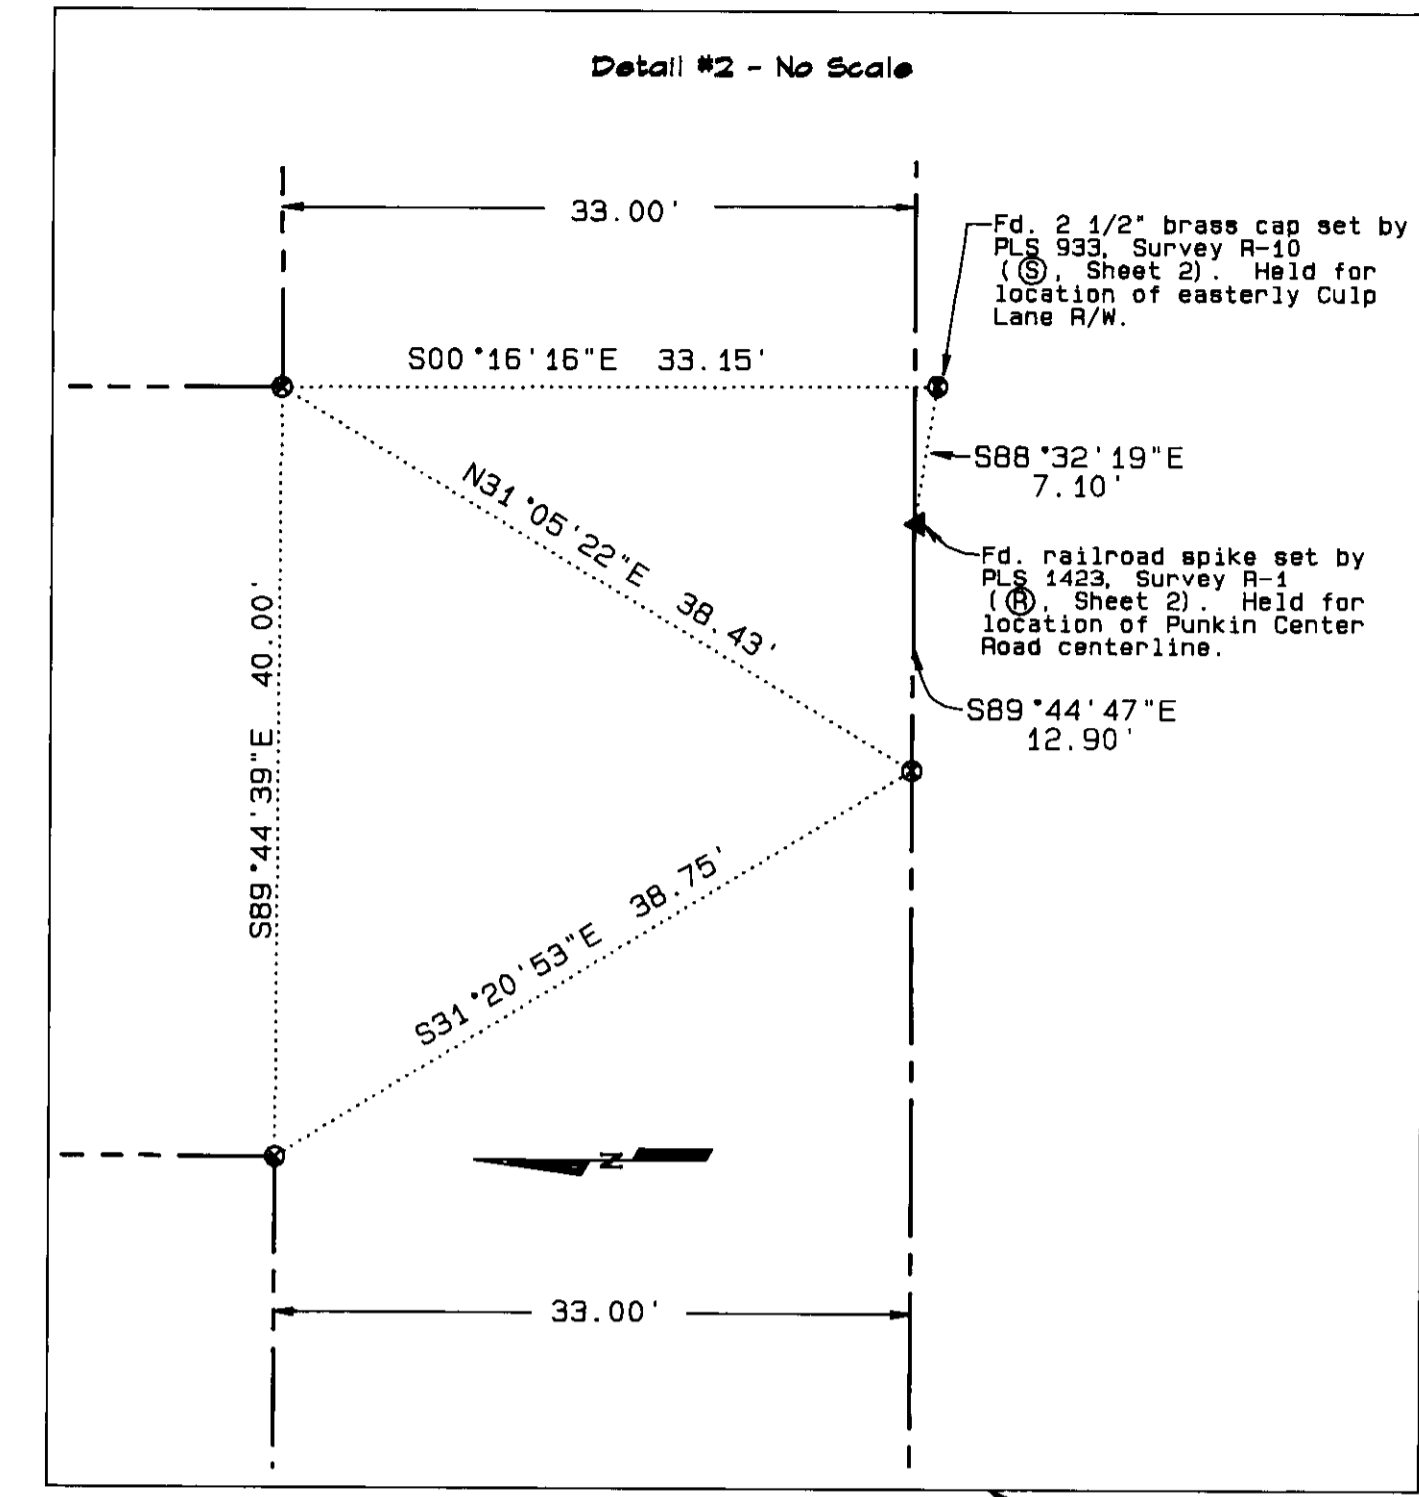 Detail #2 - No Scale
33.00'
Fd. 2 1/2" brass cap set by
PLS 933, Survey R-10
(Ⓢ, Sheet 2). Held for
location of easterly Culp
Lane R/W.
S00°16'16"E 33.15'
S88°32'19"E
7.10'
N31°05'22"E 38.43'
Fd. railroad spike set by
PLS 1423, Survey R-1
(Ⓡ, Sheet 2). Held for
location of Punkin Center
Road centerline.
S89°44'39"E 40.00'
S89°44'47"E
12.90'
S31°20'53"E 38.75'
N
33.00'